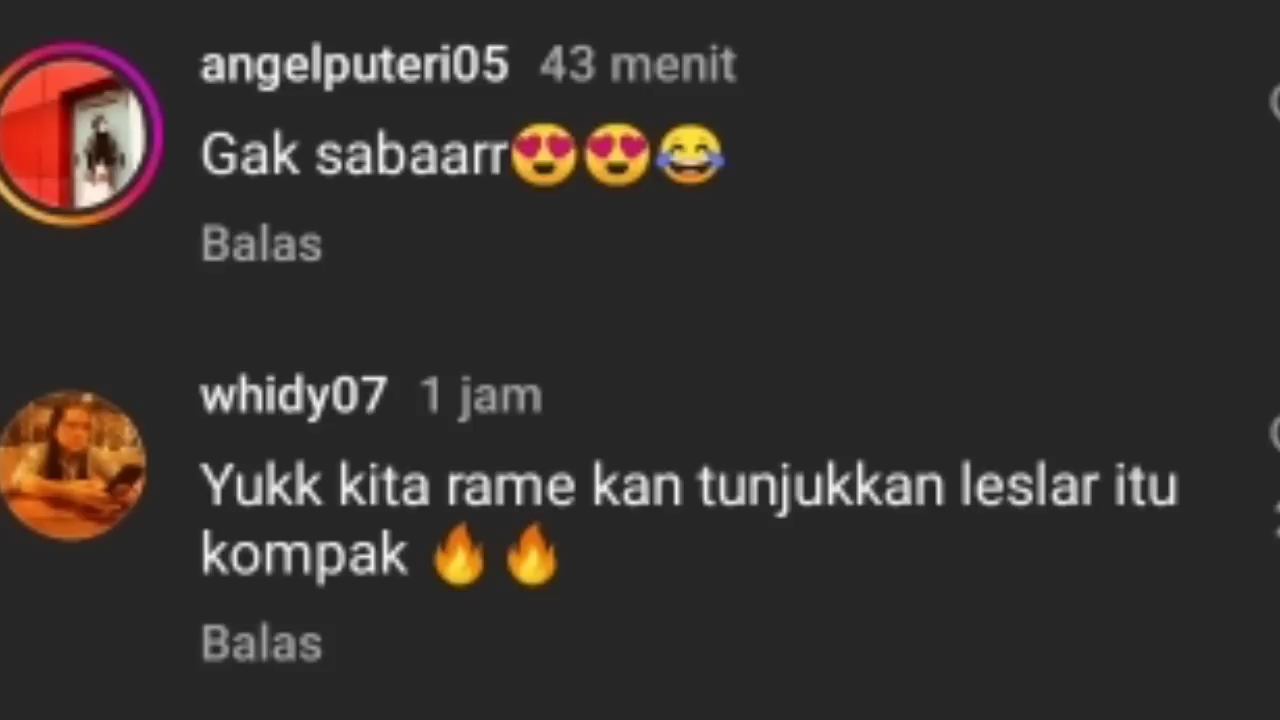 angelputeri05 43 menit
Gak sabaarr😍😍😂
Balas
whidy07 1 jam
Yukk kita rame kan tunjukkan leslar itu
kompak 🔥🔥
Balas